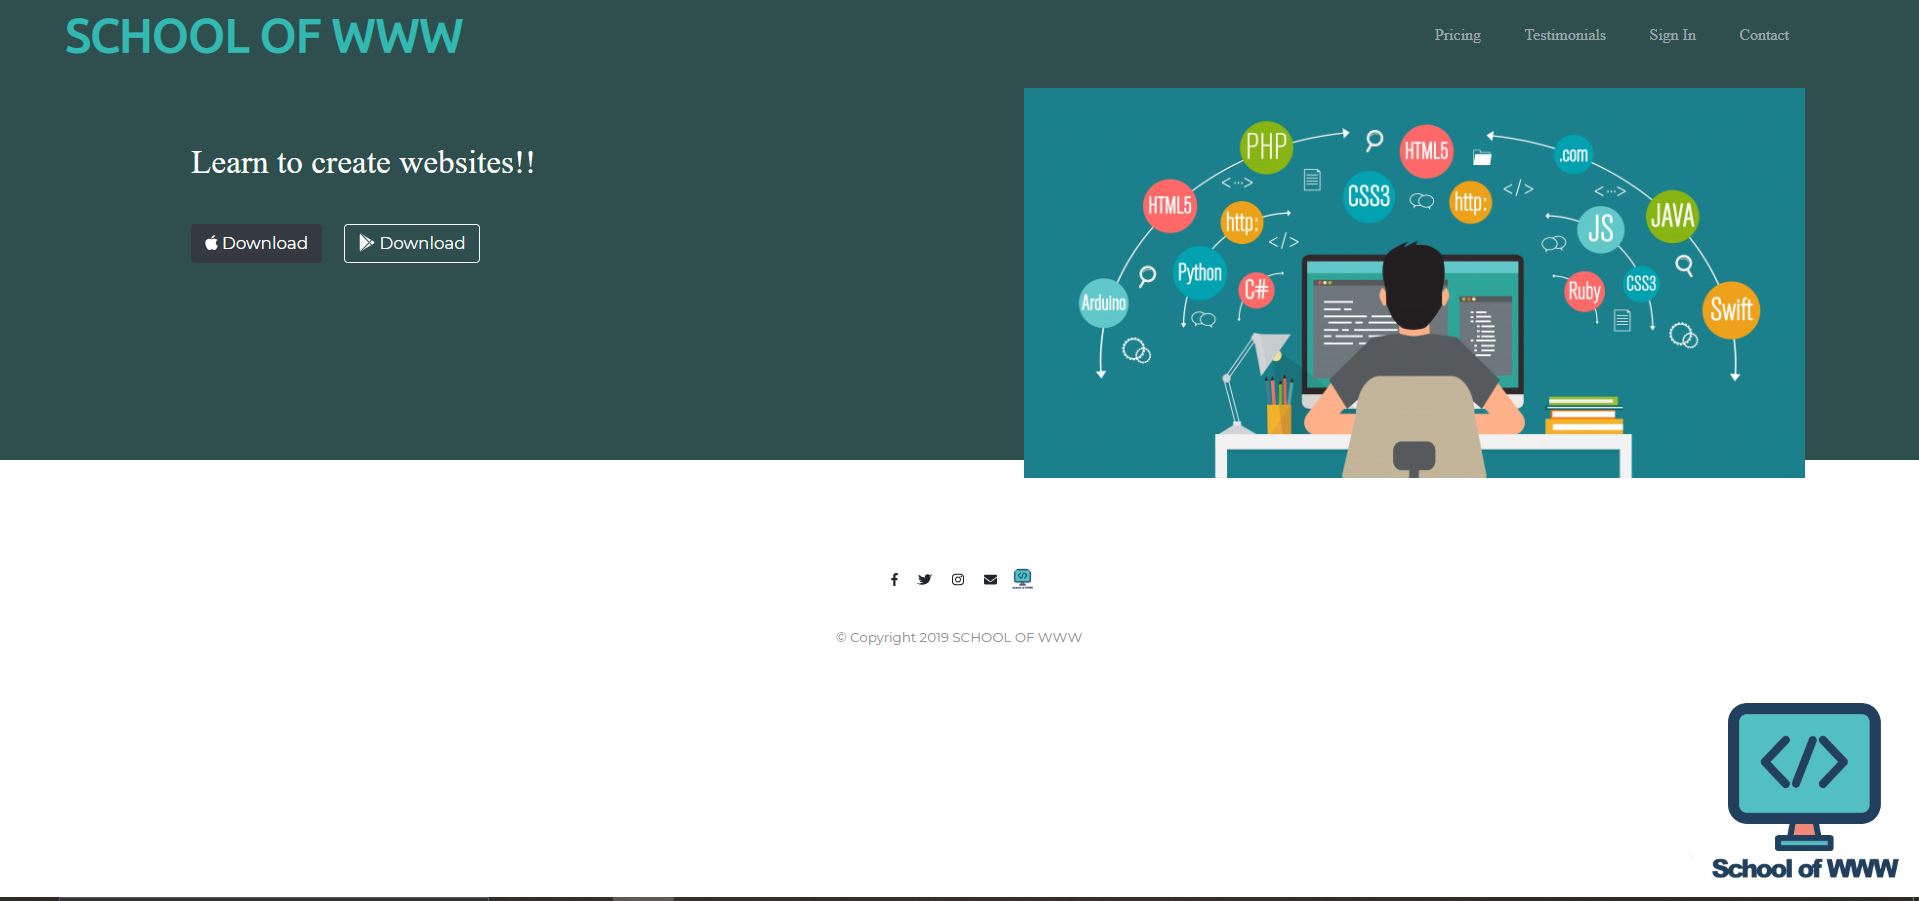 SCHOOL OF WWW
Pricing
Testimonials
Sign In
Contact
Learn to create websites!!
Download
Download
PHP
HTML5
.com
CSS3
http:
</>
<...>
HTML5
http:
</>
<...>
JS
JAVA
Python
C#
Arduino
Ruby
CSS3
Swift
© Copyright 2019 SCHOOL OF WWW
</>
School of WWW